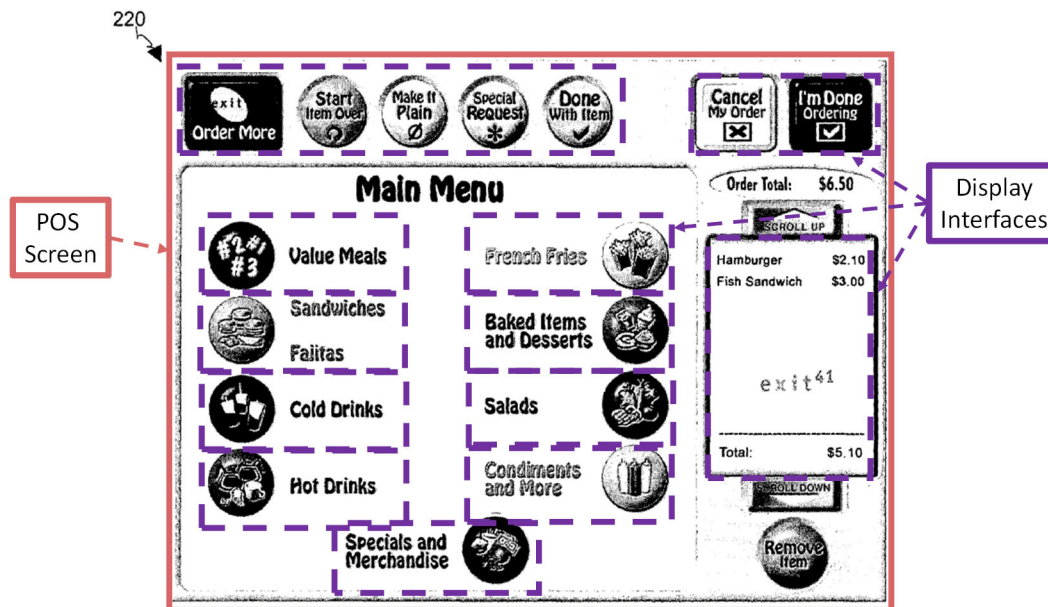 220
exit
Order More
Start
Item Over
Make It
Plain
Special
Request
Done
With Item
Cancel
My Order
I'm Done
Ordering
POS
Screen
Display
Interfaces
Main Menu
#2 #1
#3
Value Meals
French Fries
Sandwiches
Fajitas
Baked Items
and Desserts
Cold Drinks
Salads
Hot Drinks
Condiments
and More
Specials and
Merchandise
Order Total: $6.50
SCROLL UP
Hamburger $2.10
Fish Sandwich $3.00
exit41
Total: $5.10
SCROLL DOWN
Remove
Item